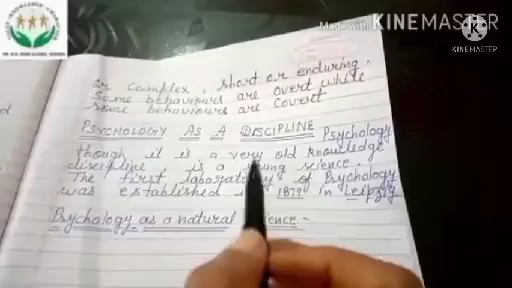 Made with KINEMASTER
KINEMASTER
or complex, short or enduring.
Some behaviours are overt while
some behaviours are covert
PSYCHOLOGY AS A DISCIPLINE Psychology
though it is a very old knowledge
discipline is a young science.
The first laboratory of Psychology
was established in 1879 in Leipzig
Psychology as a natural science -